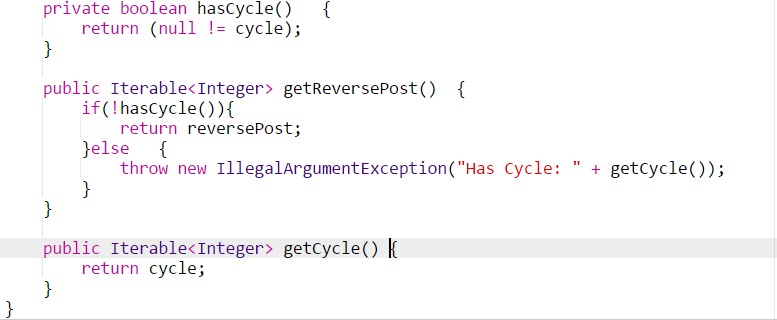 private boolean hasCycle()   {
        return (null != cycle);
    }

    public Iterable<Integer> getReversePost()  {
        if(!hasCycle()){
            return reversePost;
        }else   {
            throw new IllegalArgumentException("Has Cycle: " + getCycle());
        }
    }

    public Iterable<Integer> getCycle() {
        return cycle;
    }
}